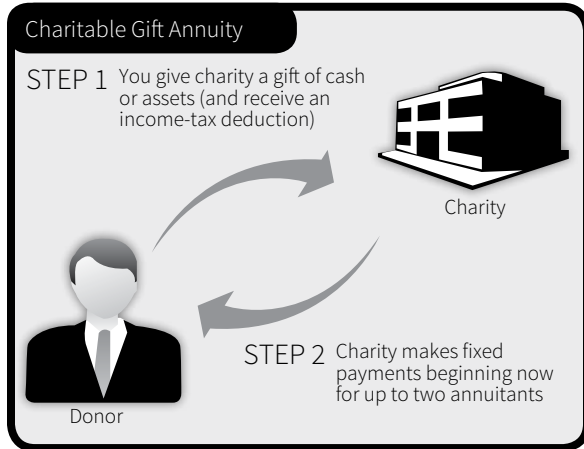 Charitable Gift Annuity
STEP 1 You give charity a gift of cash
or assets (and receive an
income-tax deduction)
Charity
STEP 2 Charity makes fixed
payments beginning now
for up to two annuitants
Donor